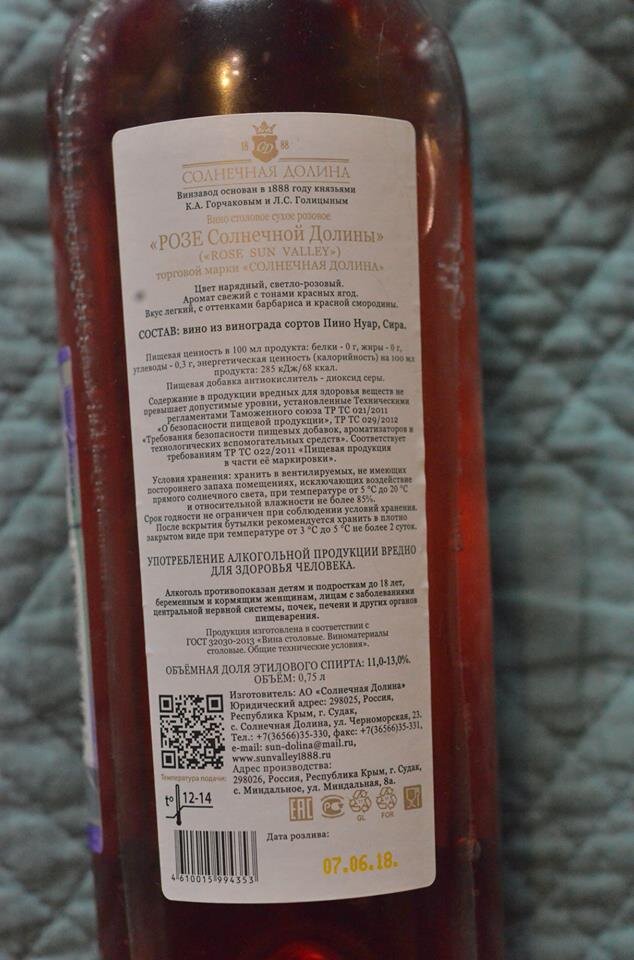 18 88
СОЛНЕЧНАЯ ДОЛИНА
Винзавод основан в 1888 году князьями
К.А. Горчаковым и Л.С. Голицыным
Вино столовое сухое розовое
«РОЗЕ Солнечной Долины»
(«ROSE SUN VALLEY»)
торговой марки «СОЛНЕЧНАЯ ДОЛИНА»
Цвет нарядный, светло-розовый.
Аромат свежий с тонами красных ягод.
Вкус легкий, с оттенками барбариса и красной смородины.
СОСТАВ: вино из винограда сортов Пино Нуар, Сира.
Пищевая ценность в 100 мл продукта: белки - 0 г, жиры - 0 г,
углеводы - 0,3 г, энергетическая ценность (калорийность) на 100 мл
продукта: 285 кДж/68 ккал.
Пищевая добавка антиокислитель - диоксид серы.
Содержание в продукции вредных для здоровья веществ не
превышает допустимые уровни, установленные Техническими
регламентами Таможенного союза ТР ТС 021/2011
«О безопасности пищевой продукции», ТР ТС 029/2012
«Требования безопасности пищевых добавок, ароматизаторов и
технологических вспомогательных средств». Соответствует
требованиям ТР ТС 022/2011 «Пищевая продукция
в части её маркировки».
Условия хранения: хранить в вентилируемых, не имеющих
постороннего запаха помещениях, исключающих воздействие
прямого солнечного света, при температуре от 5 °С до 20 °С
и относительной влажности не более 85%.
Срок годности не ограничен при соблюдении условий хранения.
После вскрытия бутылки рекомендуется хранить в плотно
закрытом виде при температуре от 3 °С до 5 °С не более 2 суток.
УПОТРЕБЛЕНИЕ АЛКОГОЛЬНОЙ ПРОДУКЦИИ ВРЕДНО
ДЛЯ ЗДОРОВЬЯ ЧЕЛОВЕКА.
Алкоголь противопоказан детям и подросткам до 18 лет,
беременным и кормящим женщинам, лицам с заболеваниями
центральной нервной системы, почек, печени и других органов
пищеварения.
Продукция изготовлена в соответствии с
ГОСТ 32030-2013 «Вина столовые. Виноматериалы
столовые. Общие технические условия».
ОБЪЁМНАЯ ДОЛЯ ЭТИЛОВОГО СПИРТА: 11,0-13,0%.
ОБЪЕМ: 0,75 л
Изготовитель: АО «Солнечная Долина»
Юридический адрес: 298025, Россия,
Республика Крым, г. Судак,
с. Солнечная Долина, ул. Черноморская, 23.
Тел.: +7(36566)35-330, факс: +7(36566)35-331,
e-mail: sun-dolina@mail.ru,
www.sunvalley1888.ru
Адрес производства:
298026, Россия, Республика Крым, г. Судак,
с. Миндальное, ул. Миндальная, 8а.
Температура подачи:
t° 12-14
EAC
GL FOR
Дата розлива:
07.06.18.
4 610015 994353